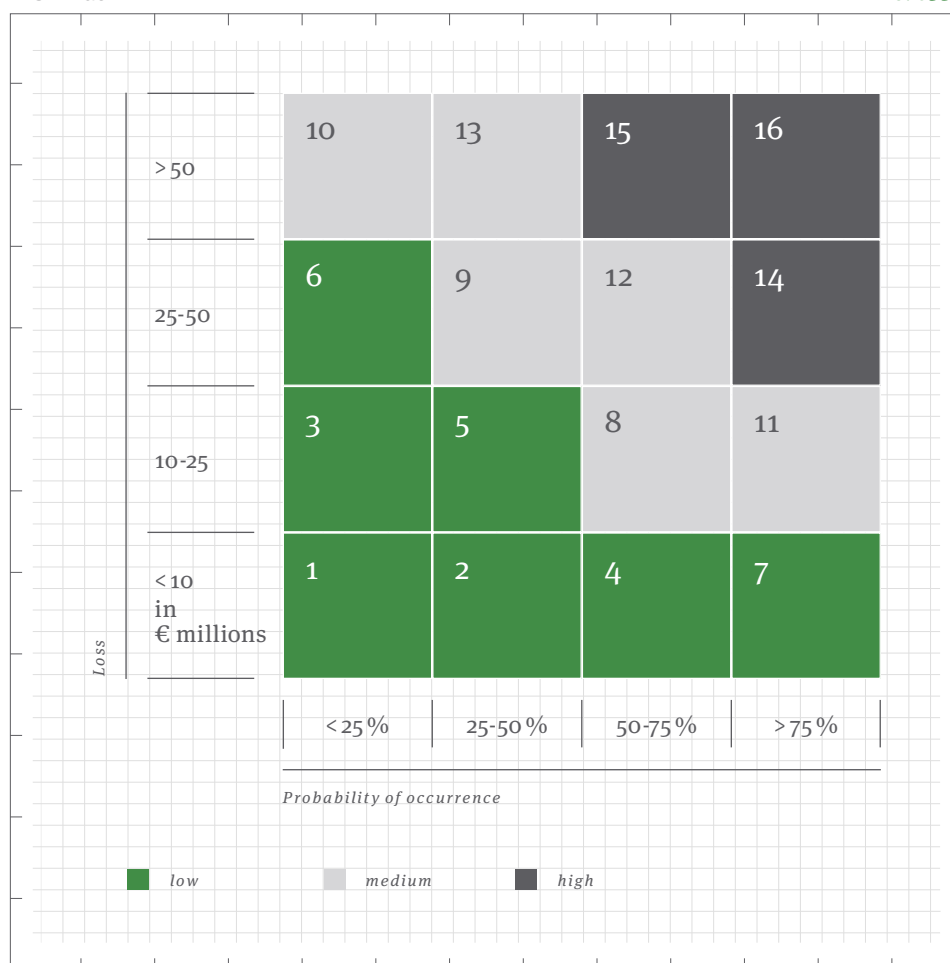 10 13 15 16
>50
6 9 12 14
25-50
3 5 8 11
10-25
1 2 4 7
<10
in
€ millions
Loss
<25 % 25-50 % 50-75 % >75 %
Probability of occurrence
low medium high